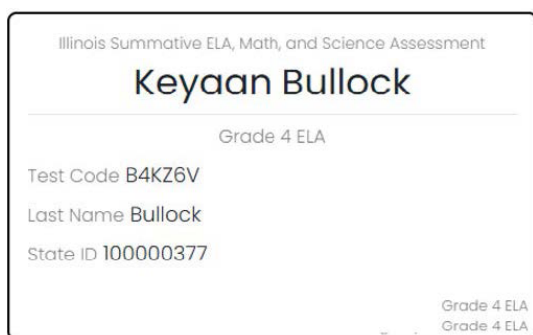 Illinois Summative ELA, Math, and Science Assessment
Keyaan Bullock
Grade 4 ELA
Test Code B4KZ6V
Last Name Bullock
State ID 100000377
Grade 4 ELA
Grade 4 ELA